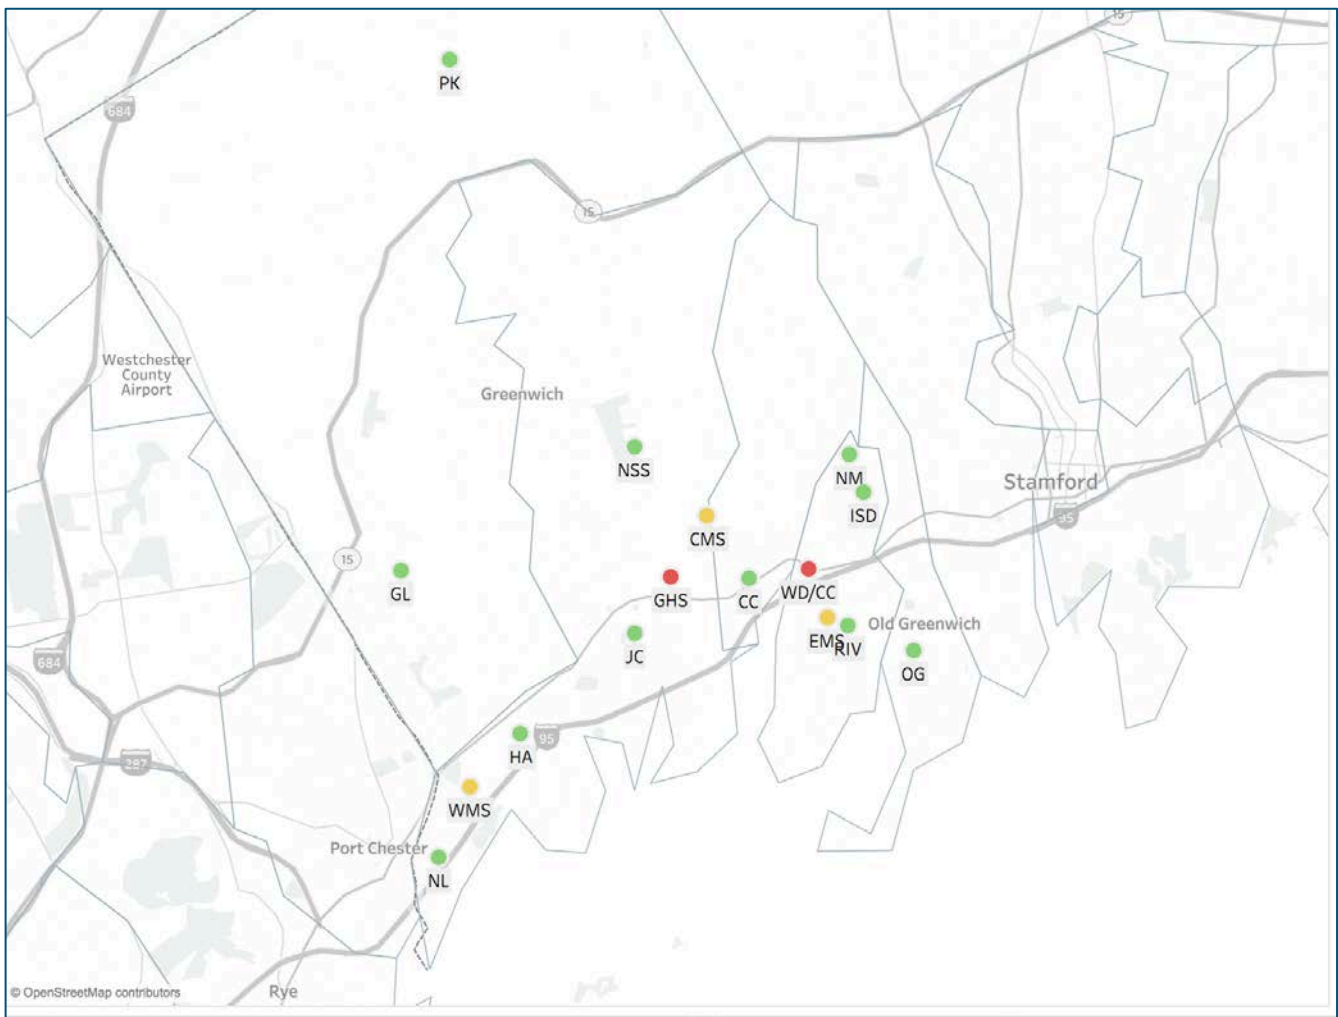 15
PK
684
15
Westchester
County
Airport
Greenwich
NSS
NM
Stamford
ISD
95
CMS
15
GL
GHS
CC
WD/CC
Old Greenwich
EMS
RIV
JC
684
OG
HA
95
287
WMS
Port Chester
NL
© OpenStreetMap contributors
Rye